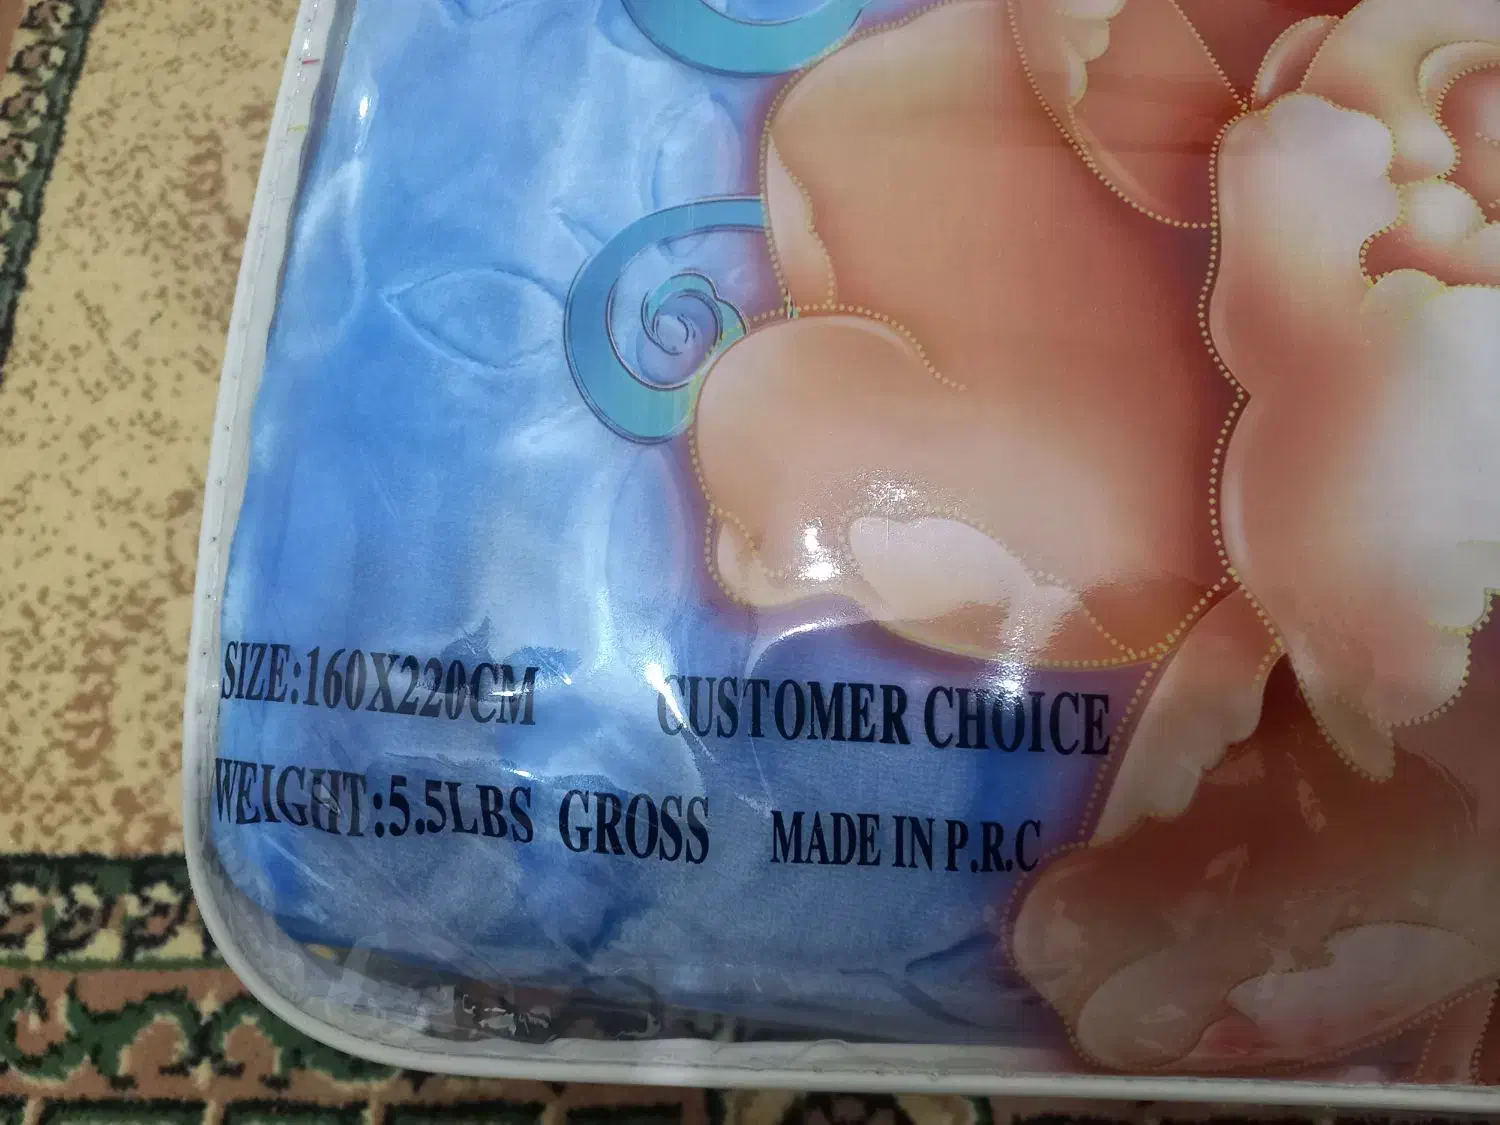 SIZE:160X220CM CUSTOMER CHOICE
WEIGHT:5.5LBS GROSS MADE IN P.R.C